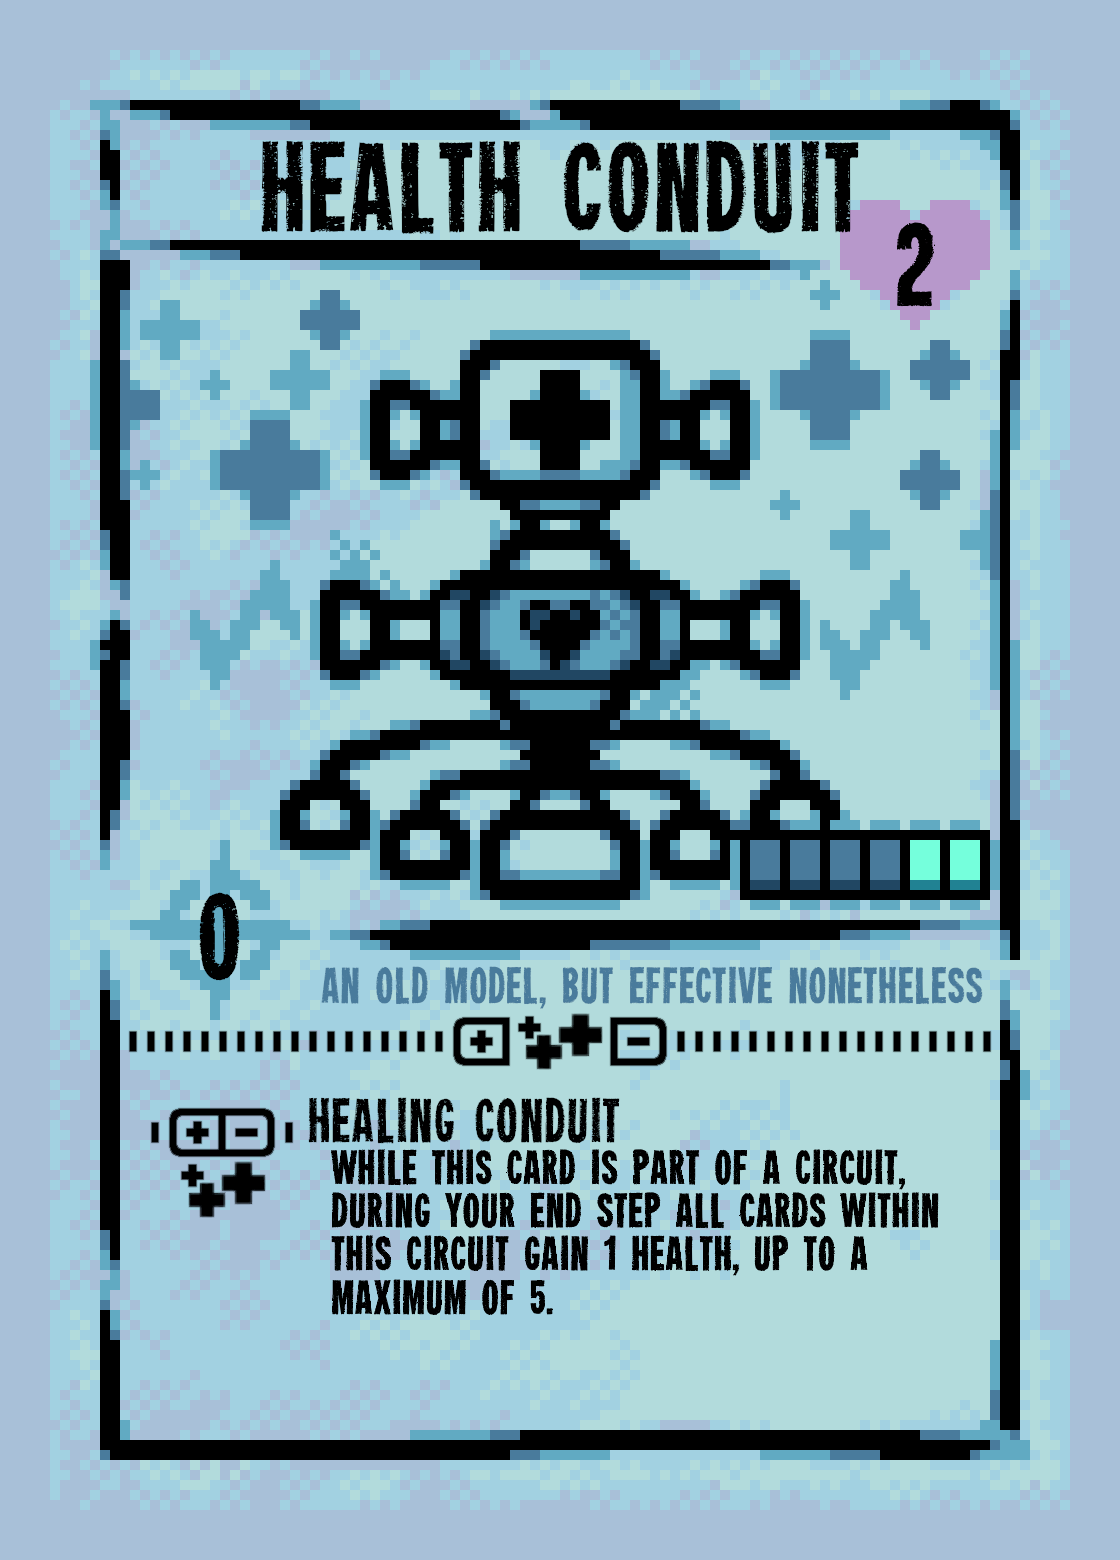 HEALTH CONDUIT
2
0
AN OLD MODEL, BUT EFFECTIVE NONETHELESS
HEALING CONDUIT
WHILE THIS CARD IS PART OF A CIRCUIT,
DURING YOUR END STEP ALL CARDS WITHIN
THIS CIRCUIT GAIN 1 HEALTH, UP TO A
MAXIMUM OF 5.